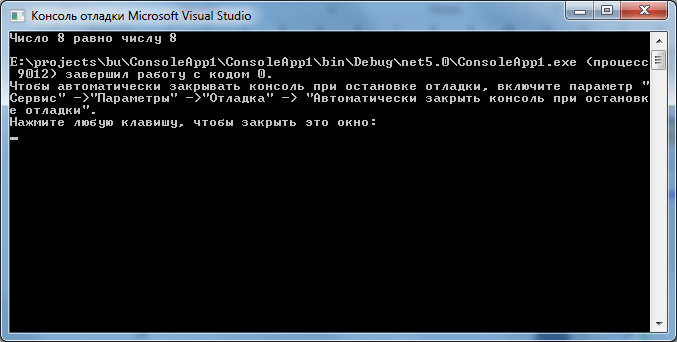 Консоль отладки Microsoft Visual Studio
Число 8 равно числу 8
E:\projects\bu\ConsoleApp1\ConsoleApp1\bin\Debug\net5.0\ConsoleApp1.exe (процесс
 9012) завершил работу с кодом 0.
Чтобы автоматически закрывать консоль при остановке отладки, включите параметр "
Сервис" ->"Параметры" ->"Отладка" -> "Автоматически закрыть консоль при остановк
е отладки".
Нажмите любую клавишу, чтобы закрыть это окно: